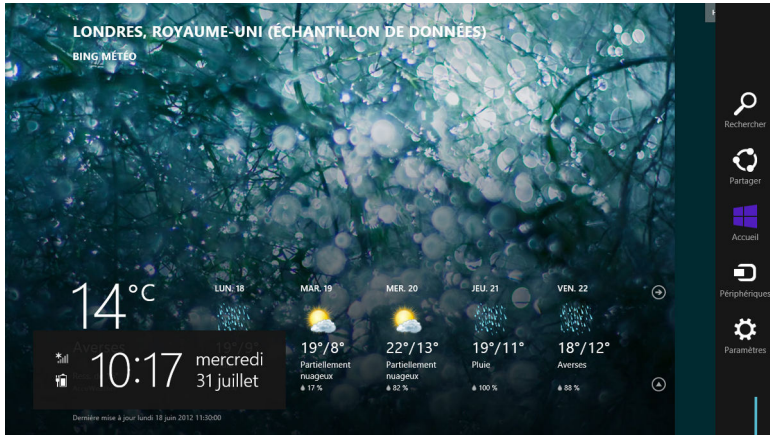 LONDRES, ROYAUME-UNI (ÉCHANTILLON DE DONNÉES)
BING MÉTÉO
Rechercher
Partager
Accueil
Périphériques
Paramètres
14°C
Averses
LUN. 18
19°/9°
MAR. 19
19°/8°
Partiellement
nuageux
17 %
MER. 20
22°/13°
Partiellement
nuageux
82 %
JEU. 21
19°/11°
Pluie
100 %
VEN. 22
18°/12°
Averses
88 %
10:17
mercredi
31 juillet
Dernière mise à jour lundi 18 juin 2012 11:30:00